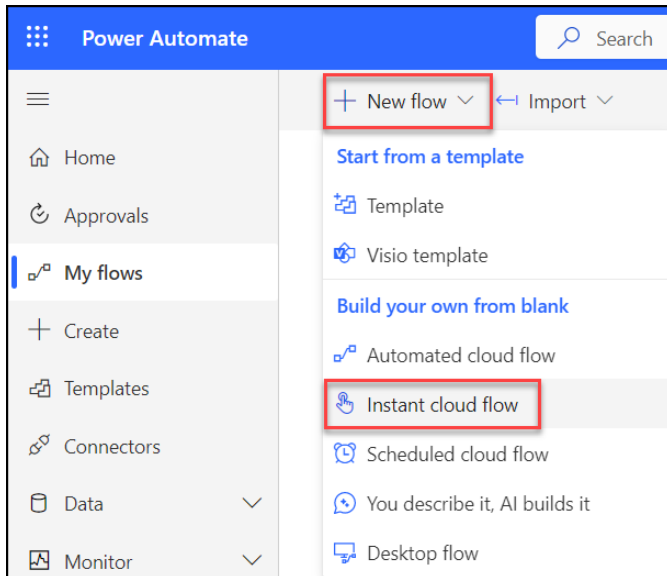 Power Automate
Search
New flow
Import
Home
Approvals
My flows
Create
Templates
Connectors
Data
Monitor
Start from a template
Template
Visio template
Build your own from blank
Automated cloud flow
Instant cloud flow
Scheduled cloud flow
You describe it, AI builds it
Desktop flow